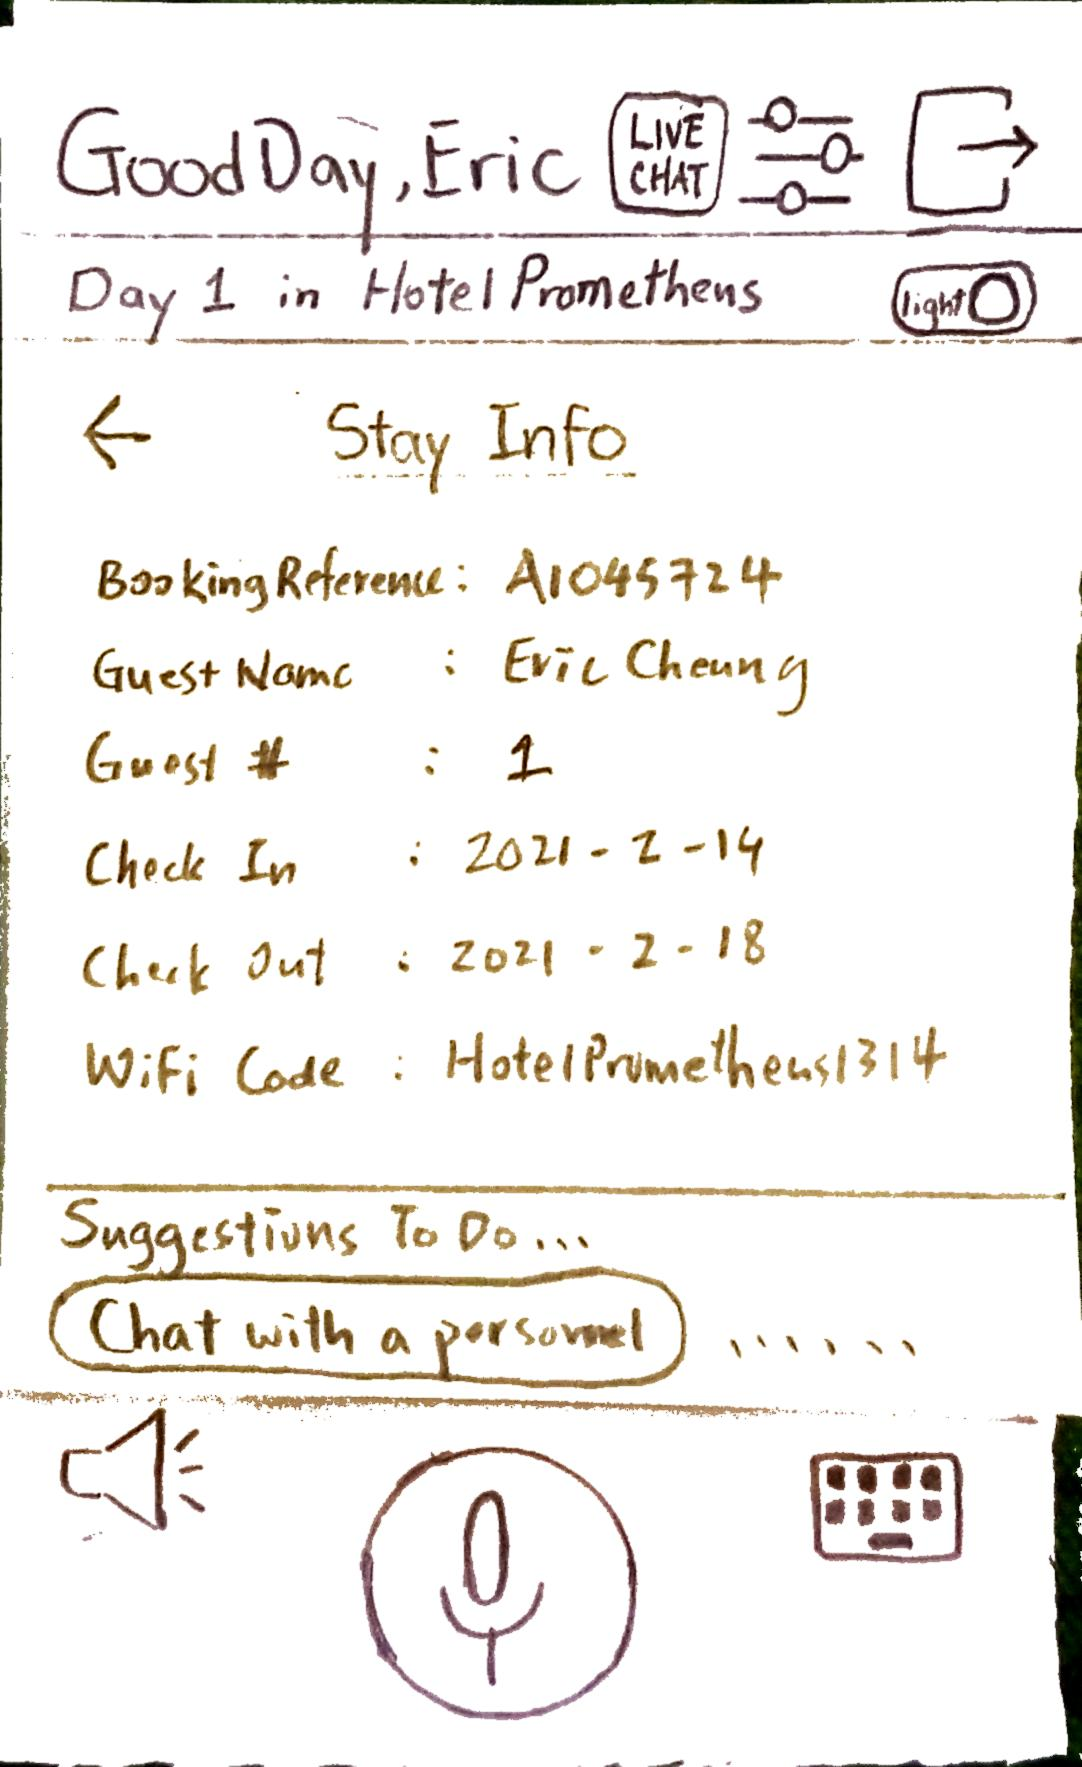 Good Day, Eric LIVE CHAT
Day 1 in Hotel Prometheus light
Stay Info
Booking Reference : A1045724
Guest Name : Eric Cheung
Guest # : 1
Check In : 2021-2-14
Check Out : 2021-2-18
WiFi Code : HotelPrometheus1314
Suggestions To Do...
Chat with a personnel ......